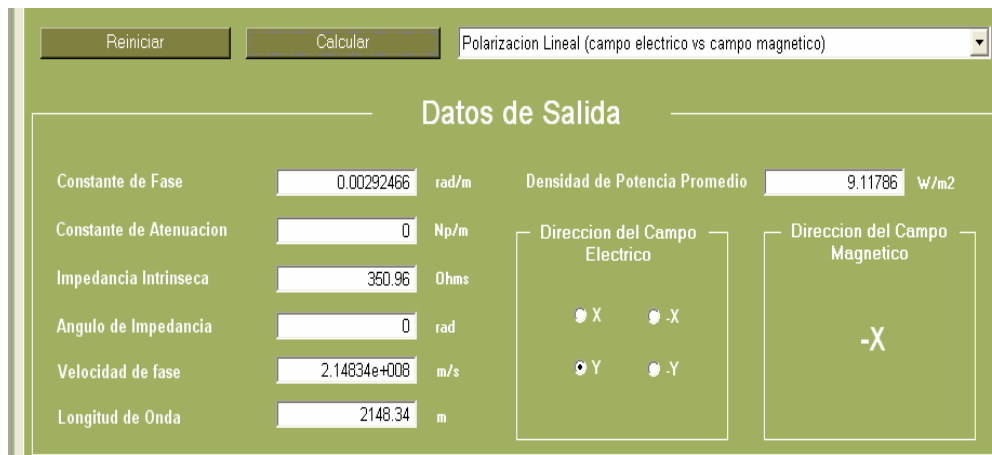 Reiniciar
Calcular
Polarizacion Lineal (campo electrico vs campo magnetico)
Datos de Salida
Constante de Fase 0.00292466 rad/m
Constante de Atenuacion 0 Np/m
Impedancia Intrinseca 350.96 Ohms
Angulo de Impedancia 0 rad
Velocidad de fase 2.14834e+008 m/s
Longitud de Onda 2148.34 m
Densidad de Potencia Promedio 9.11786 W/m2
Direccion del Campo
Electrico
X -X
Y -Y
Direccion del Campo
Magnetico
-X